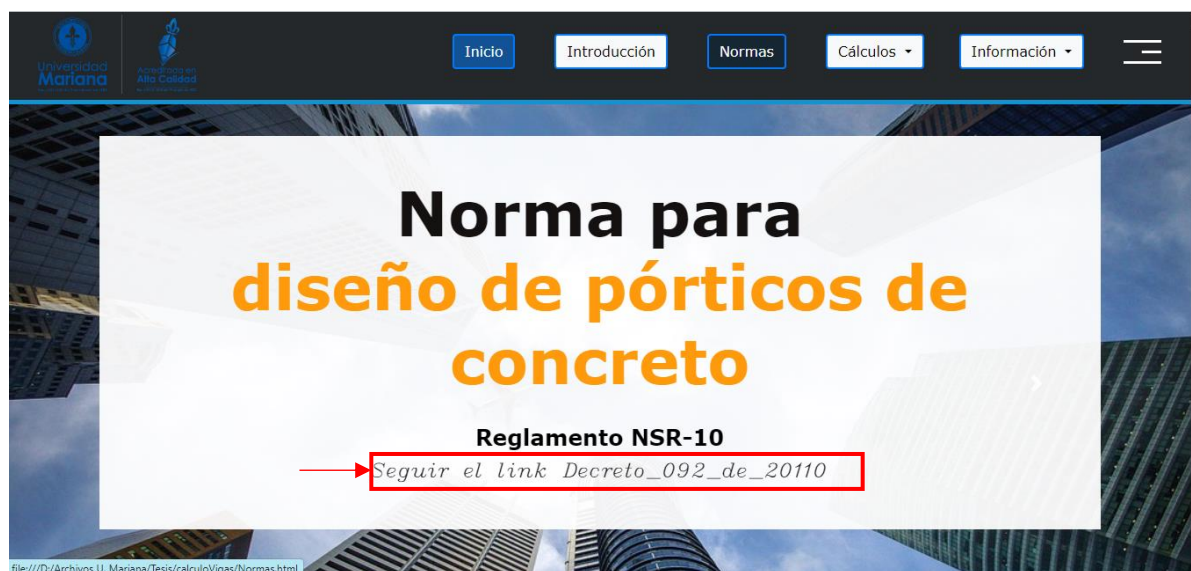 Universidad
Mariana
Acreditada en
Alta Calidad
Inicio
Introducción
Normas
Cálculos
Información
Norma para
diseño de pórticos de
concreto
Reglamento NSR-10
Seguir el link Decreto_092_de_20110
file:///D:/Archivos U. Mariana/Tesis/calculoVigas/Normas.html